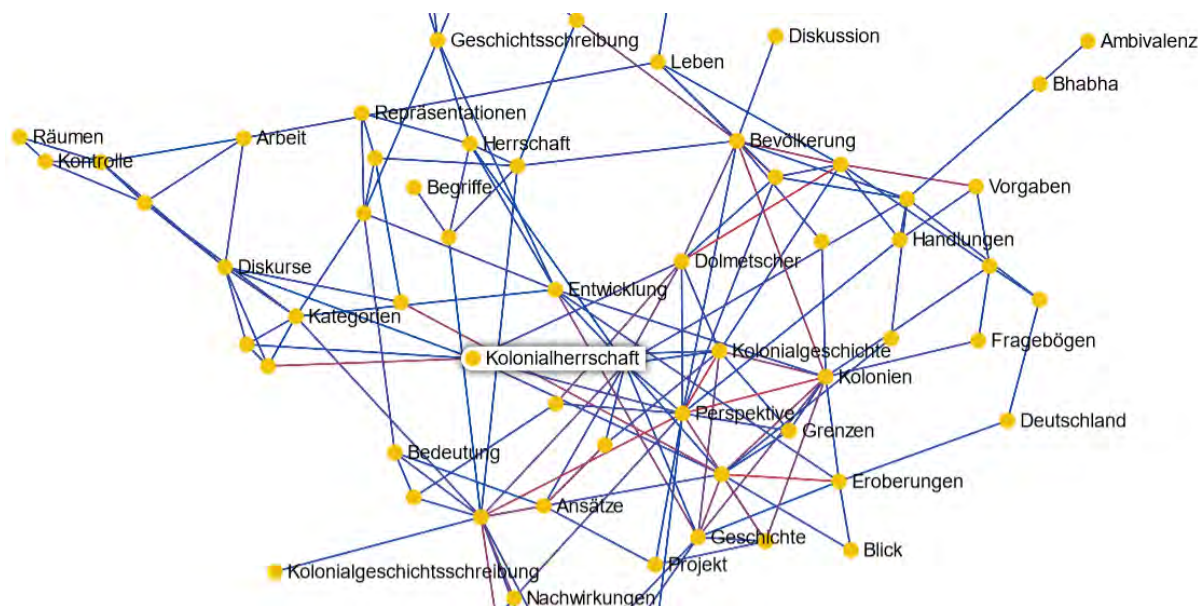 Geschichtsschreibung
Diskussion
Ambivalenz
Leben
Bhabha
Repräsentationen
Räumen
Arbeit
Herrschaft
Bevölkerung
Kontrolle
Begriffe
Vorgaben
Handlungen
Dolmetscher
Diskurse
Entwicklung
Kategorien
Fragebögen
Kolonialherrschaft
Kolonialgeschichte
Kolonien
Perspektive
Deutschland
Grenzen
Bedeutung
Eroberungen
Ansätze
Geschichte
Blick
Projekt
Kolonialgeschichtsschreibung
Nachwirkungen